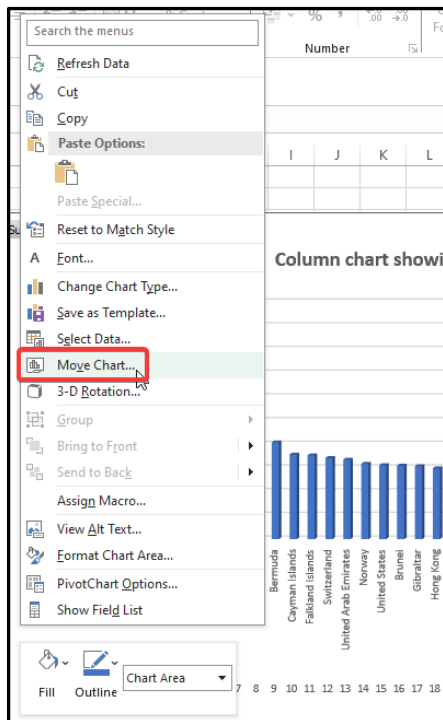 Search the menus
Refresh Data
Cut
Copy
Paste Options:
Paste Special...
Reset to Match Style
A Font...
Change Chart Type...
Save as Template...
Select Data...
Move Chart...
3-D Rotation...
Group
Bring to Front
Send to Back
Assign Macro...
View Alt Text...
Format Chart Area...
PivotChart Options...
Show Field List
Fill
Outline
Chart Area
% .00 .00
→.0
Number
I J K L
Su
Column chart showi
Bermuda
Cayman Islands
Falkland Islands
Switzerland
United Arab Emirates
Norway
United States
Brunei
Gibraltar
Hong Kong
7 8 9 10 11 12 13 14 15 16 17 18